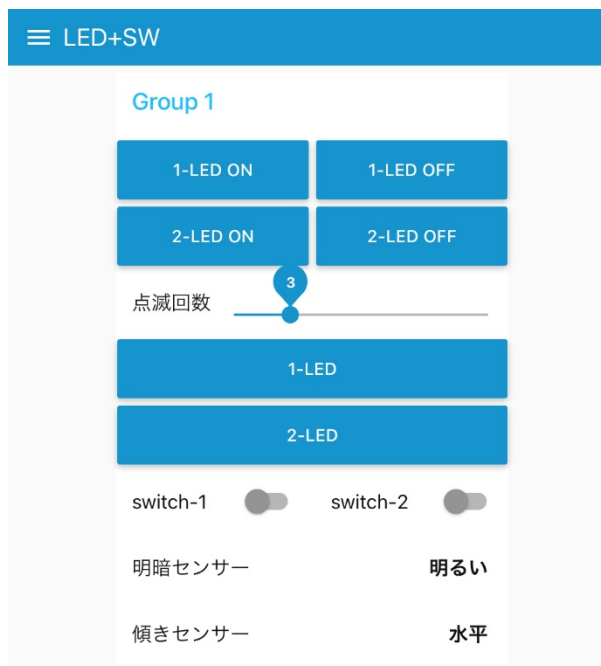 LED+SW
Group 1
1-LED ON 1-LED OFF
2-LED ON 2-LED OFF
3
点滅回数
1-LED
2-LED
switch-1 switch-2
明暗センサー 明るい
傾きセンサー 水平